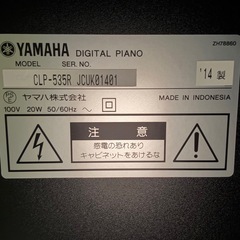 YAMAHA DIGITAL PIANO ZH78860
MODEL SER. NO.
CLP-535R JCUK01401
'14 製
ヤマハ株式会社
100V 20W 50/60Hz
MADE IN INDONESIA
注意
感電の恐れあり
キャビネットをあけるな